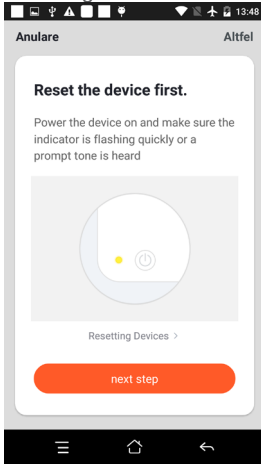 13:48
Anulare Altfel
Reset the device first.
Power the device on and make sure the
indicator is flashing quickly or a
prompt tone is heard
Resetting Devices >
next step